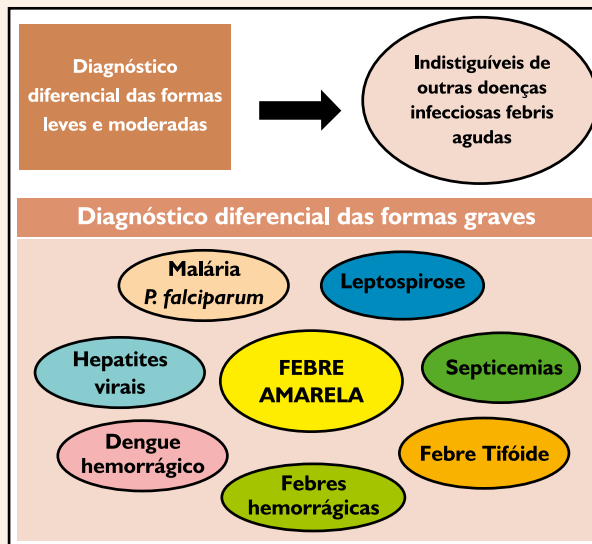 Diagnóstico
diferencial das formas
leves e moderadas
Indistiguíveis de
outras doenças
infecciosas febris
agudas
Diagnóstico diferencial das formas graves
Malária
P. falciparum
Leptospirose
Hepatites
virais
FEBRE
AMARELA
Septicemias
Dengue
hemorrágico
Febre Tifóide
Febres
hemorrágicas